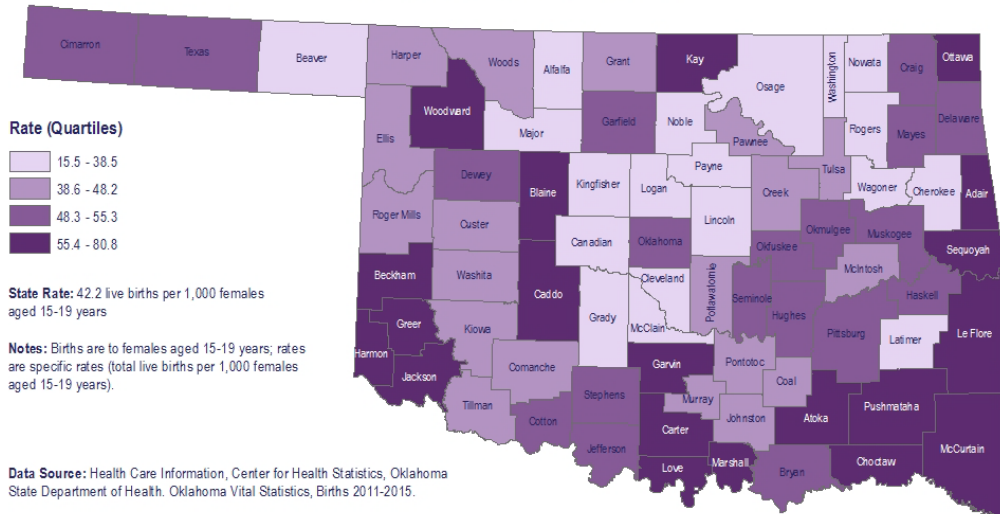 Cimarron
Texas
Beaver
Harper
Woods
Alfalfa
Grant
Kay
Osage
Washington
Nowata
Craig
Ottawa
Woodward
Ellis
Major
Garfield
Noble
Pawnee
Rogers
Mayes
Delaware
Rate (Quartiles)
15.5 - 38.5
38.6 - 48.2
48.3 - 55.3
55.4 - 80.8
Dewey
Blaine
Kingfisher
Logan
Payne
Creek
Tulsa
Wagoner
Cherokee
Adair
Roger Mills
Custer
Canadian
Oklahoma
Lincoln
Okfuskee
Okmulgee
Muskogee
Sequoyah
Beckham
Washita
Caddo
Grady
Cleveland
McClain
Pottawatomie
Seminole
Hughes
McIntosh
Haskell
Pittsburg
Latimer
Le Flore
State Rate: 42.2 live births per 1,000 females
aged 15-19 years
Greer
Kiowa
Harmon
Jackson
Notes: Births are to females aged 15-19 years; rates
are specific rates (total live births per 1,000 females
aged 15-19 years).
Comanche
Tillman
Cotton
Stephens
Jefferson
Garvin
Murray
Pontotoc
Coal
Johnston
Carter
Love
Marshall
Atoka
Bryan
Pushmataha
Choctaw
McCurtain
Data Source: Health Care Information, Center for Health Statistics, Oklahoma
State Department of Health. Oklahoma Vital Statistics, Births 2011-2015.